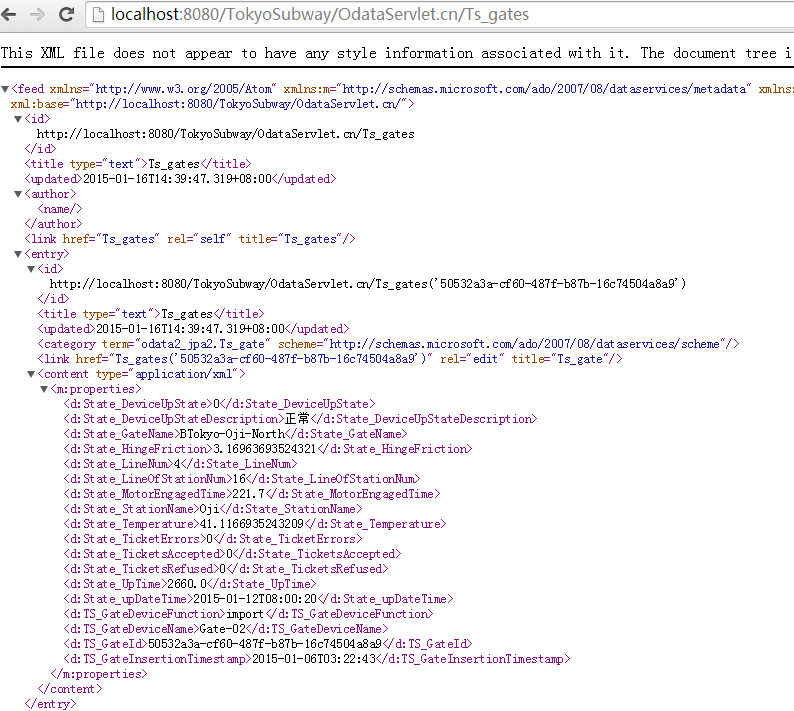 localhost:8080/TokyoSubway/OdataServlet.cn/Ts_gates
This XML file does not appear to have any style information associated with it. The document tree i
<feed xmlns="http://www.w3.org/2005/Atom" xmlns:m="http://schemas.microsoft.com/ado/2007/08/dataservices/metadata" xmlns
xml:base="http://localhost:8080/TokyoSubway/OdataServlet.cn/">
<id>
http://localhost:8080/TokyoSubway/OdataServlet.cn/Ts_gates
</id>
<title type="text">Ts_gates</title>
<updated>2015-01-16T14:39:47.319+08:00</updated>
<author>
<name/>
</author>
<link href="Ts_gates" rel="self" title="Ts_gates"/>
<entry>
<id>
http://localhost:8080/TokyoSubway/OdataServlet.cn/Ts_gates('50532a3a-cf60-487f-b87b-16c74504a8a9')
</id>
<title type="text">Ts_gates</title>
<updated>2015-01-16T14:39:47.319+08:00</updated>
<category term="odata2_jpa2.Ts_gate" scheme="http://schemas.microsoft.com/ado/2007/08/dataservices/scheme"/>
<link href="Ts_gates('50532a3a-cf60-487f-b87b-16c74504a8a9')" rel="edit" title="Ts_gate"/>
<content type="application/xml">
<m:properties>
<d:State_DeviceUpState>0</d:State_DeviceUpState>
<d:State_DeviceUpStateDescription>正常</d:State_DeviceUpStateDescription>
<d:State_GateName>BTokyo-Oji-North</d:State_GateName>
<d:State_HingeFriction>3.16963693524321</d:State_HingeFriction>
<d:State_LineNum>4</d:State_LineNum>
<d:State_LineOfStationNum>16</d:State_LineOfStationNum>
<d:State_MotorEngagedTime>221.7</d:State_MotorEngagedTime>
<d:State_StationName>Oji</d:State_StationName>
<d:State_Temperature>41.1166935243209</d:State_Temperature>
<d:State_TicketErrors>0</d:State_TicketErrors>
<d:State_TicketsAccepted>0</d:State_TicketsAccepted>
<d:State_TicketsRefused>0</d:State_TicketsRefused>
<d:State_UpTime>2660.0</d:State_UpTime>
<d:State_upDateTime>2015-01-12T08:00:20</d:State_upDateTime>
<d:TS_GateDeviceFunction>import</d:TS_GateDeviceFunction>
<d:TS_GateDeviceName>Gate-02</d:TS_GateDeviceName>
<d:TS_GateId>50532a3a-cf60-487f-b87b-16c74504a8a9</d:TS_GateId>
<d:TS_GateInsertionTimestamp>2015-01-06T03:22:43</d:TS_GateInsertionTimestamp>
</m:properties>
</content>
</entry>